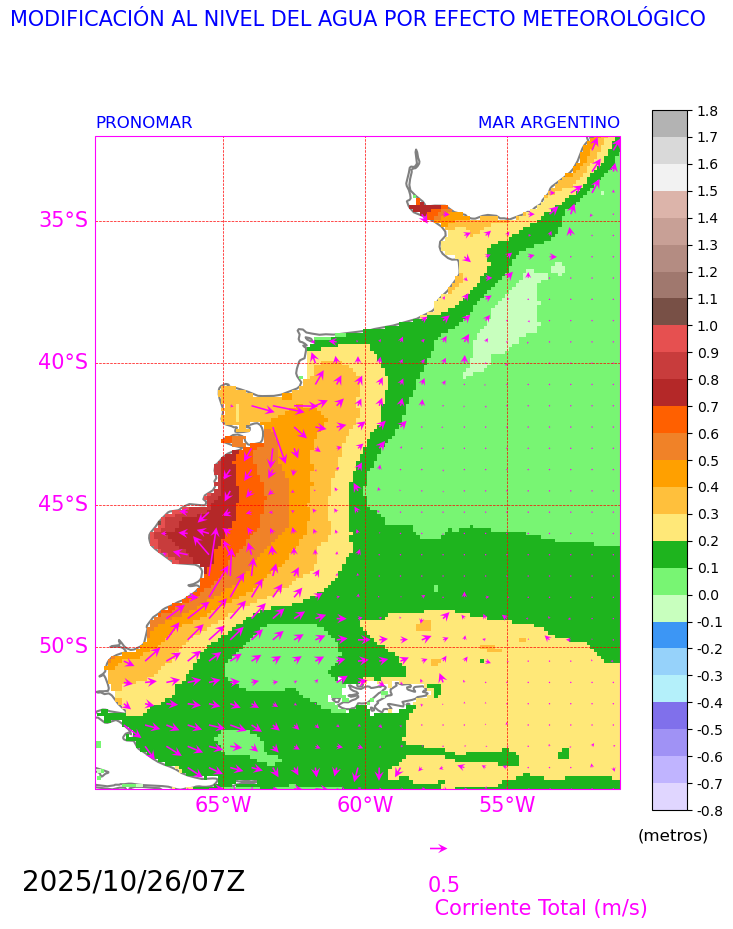 MODIFICACIÓN AL NIVEL DEL AGUA POR EFECTO METEOROLÓGICO
PRONOMAR MAR ARGENTINO
35°S
40°S
45°S
50°S
65°W 60°W 55°W
1.8
1.7
1.6
1.5
1.4
1.3
1.2
1.1
1.0
0.9
0.8
0.7
0.6
0.5
0.4
0.3
0.2
0.1
0.0
-0.1
-0.2
-0.3
-0.4
-0.5
-0.6
-0.7
-0.8
(metros)
2025/10/26/07Z
0.5
Corriente Total (m/s)